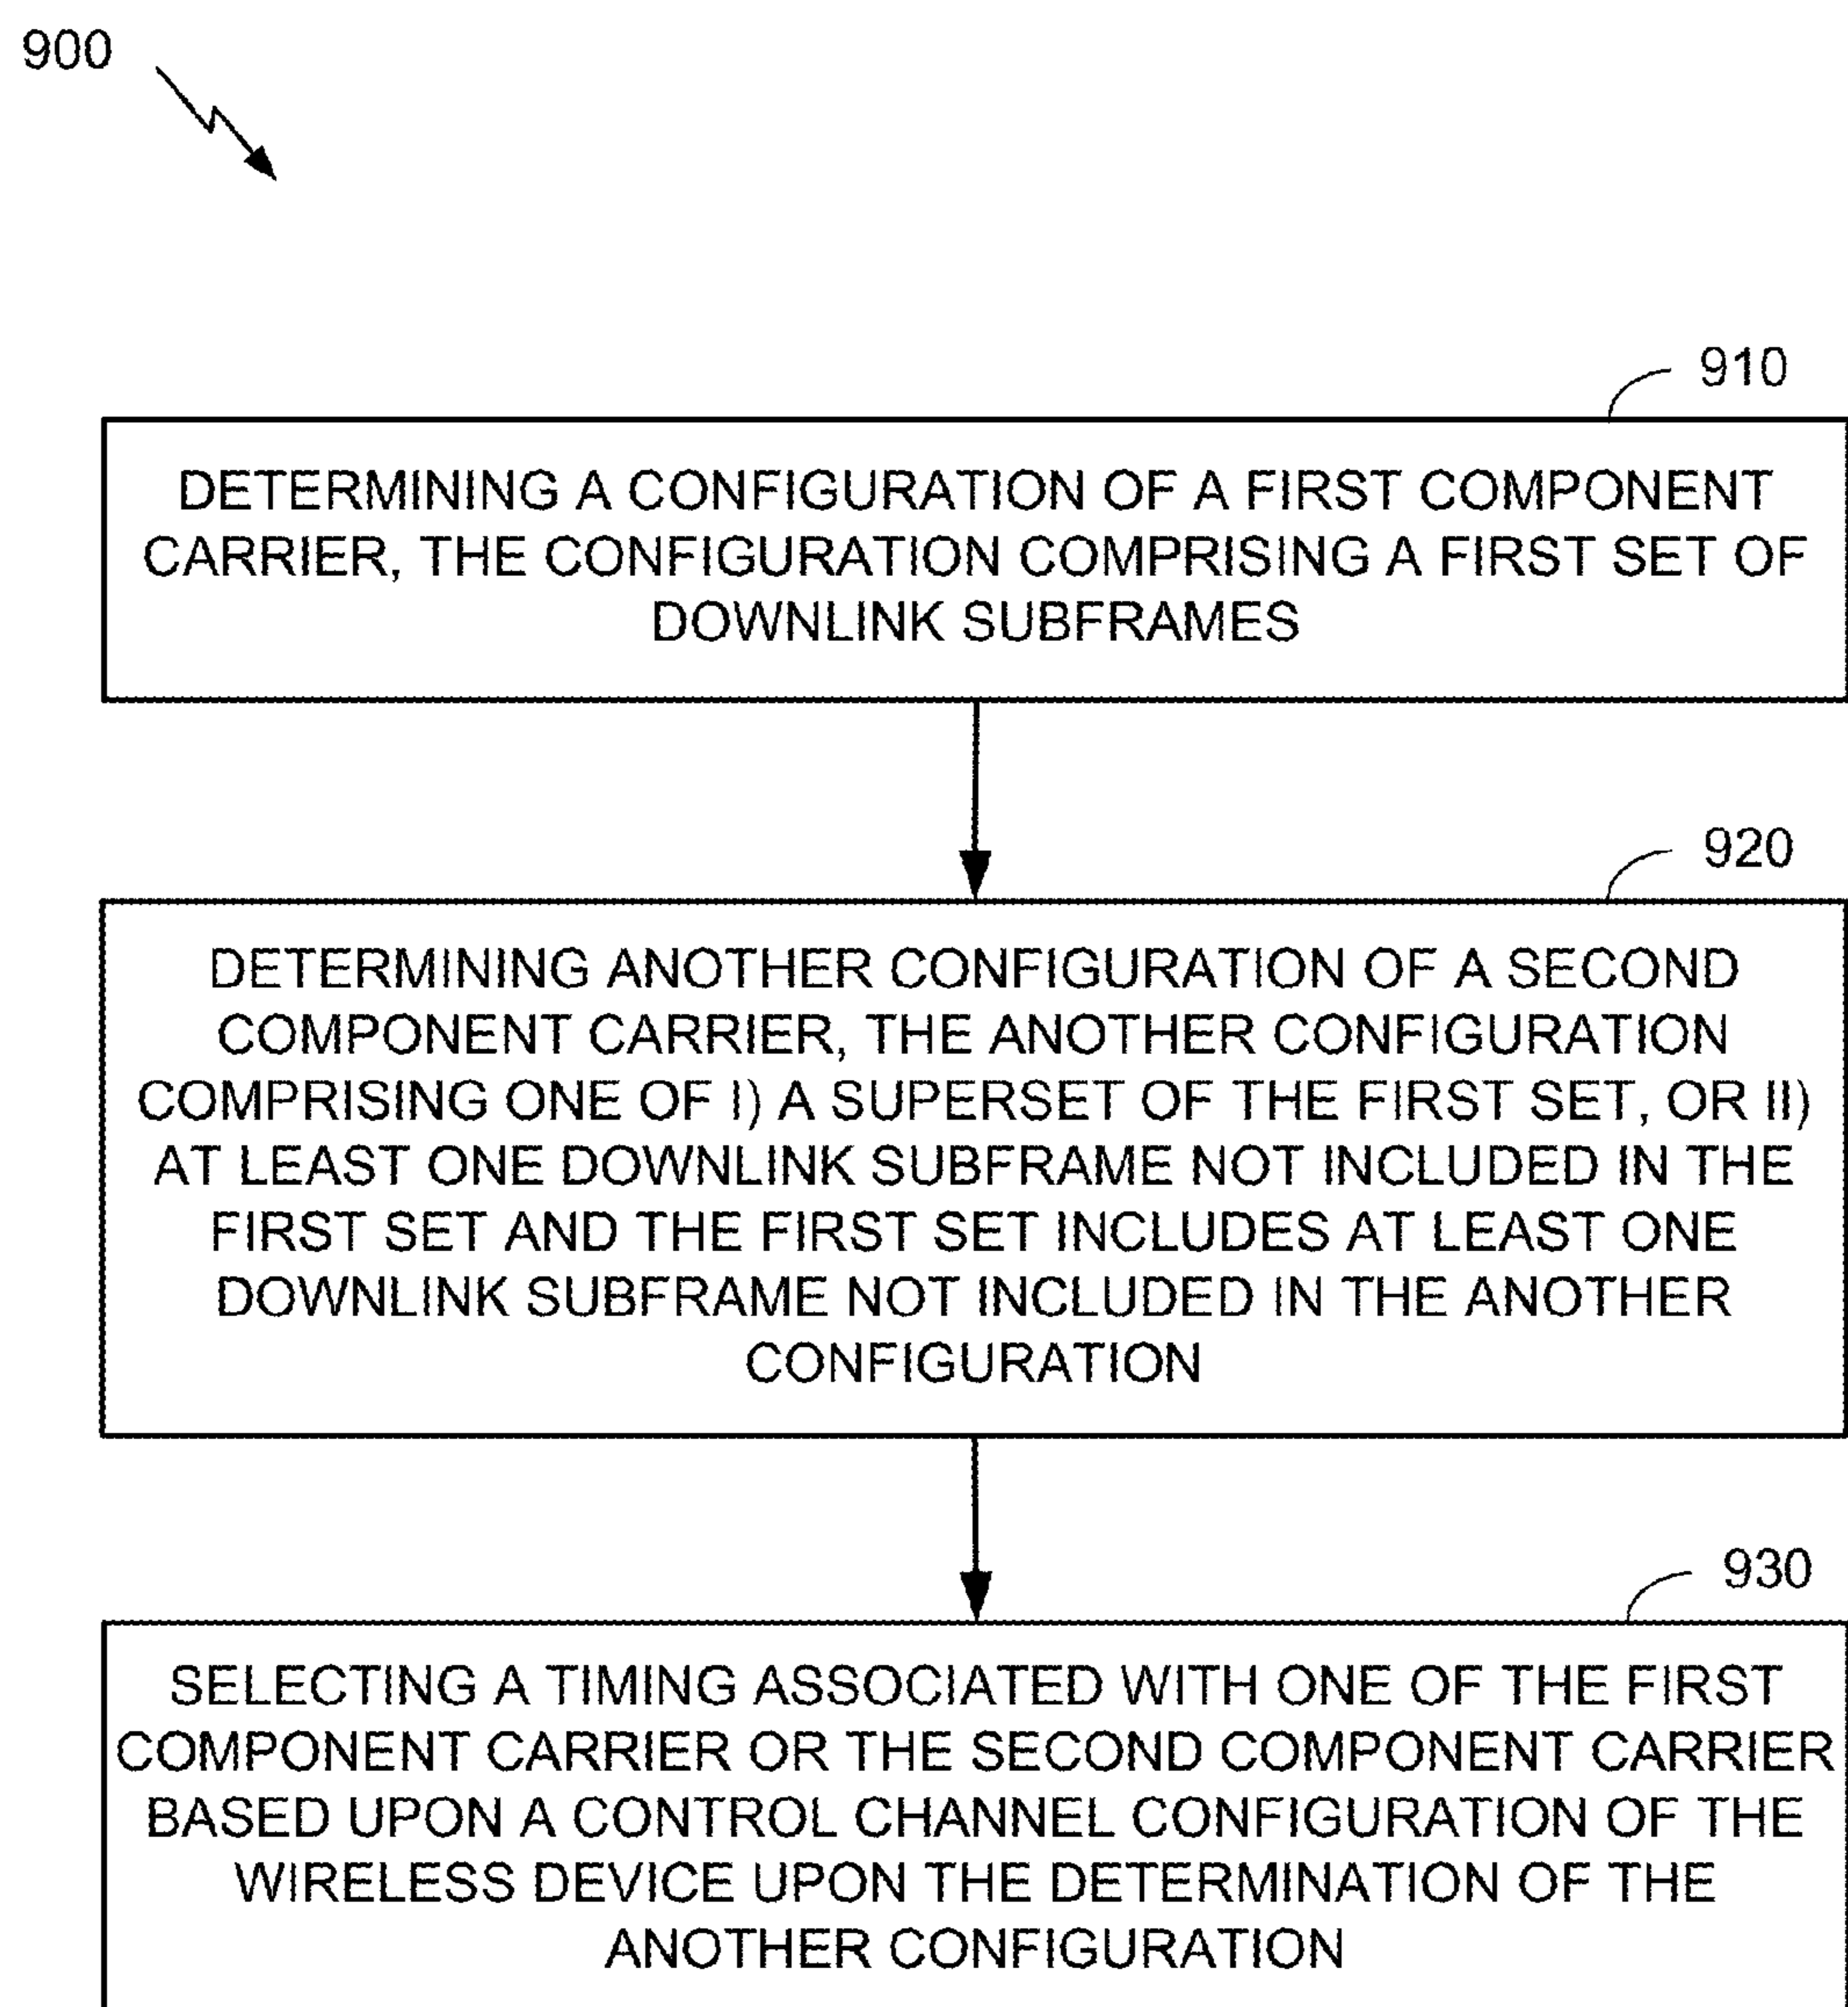 900
910
DETERMINING A CONFIGURATION OF A FIRST COMPONENT
CARRIER, THE CONFIGURATION COMPRISING A FIRST SET OF
DOWNLINK SUBFRAMES
920
DETERMINING ANOTHER CONFIGURATION OF A SECOND
COMPONENT CARRIER, THE ANOTHER CONFIGURATION
COMPRISING ONE OF I) A SUPERSET OF THE FIRST SET, OR II)
AT LEAST ONE DOWNLINK SUBFRAME NOT INCLUDED IN THE
FIRST SET AND THE FIRST SET INCLUDES AT LEAST ONE
DOWNLINK SUBFRAME NOT INCLUDED IN THE ANOTHER
CONFIGURATION
930
SELECTING A TIMING ASSOCIATED WITH ONE OF THE FIRST
COMPONENT CARRIER OR THE SECOND COMPONENT CARRIER
BASED UPON A CONTROL CHANNEL CONFIGURATION OF THE
WIRELESS DEVICE UPON THE DETERMINATION OF THE
ANOTHER CONFIGURATION